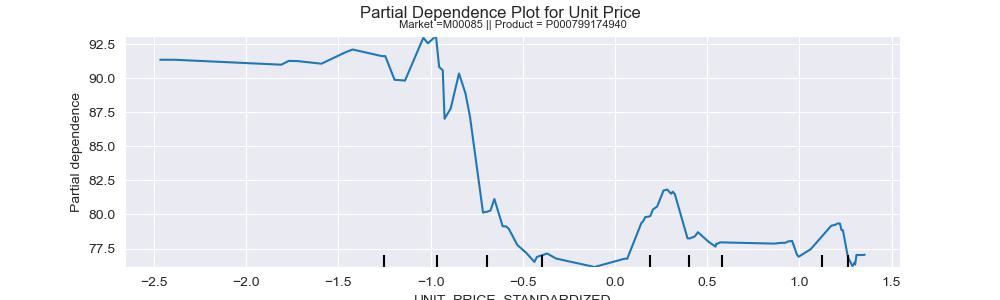 Partial Dependence Plot for Unit Price
Market =M00085 || Product = P000799174940
92.5
90.0
87.5
85.0
82.5
80.0
77.5
Partial dependence
−2.5 −2.0 −1.5 −1.0 −0.5 0.0 0.5 1.0 1.5
UNIT_PRICE_STANDARDIZED